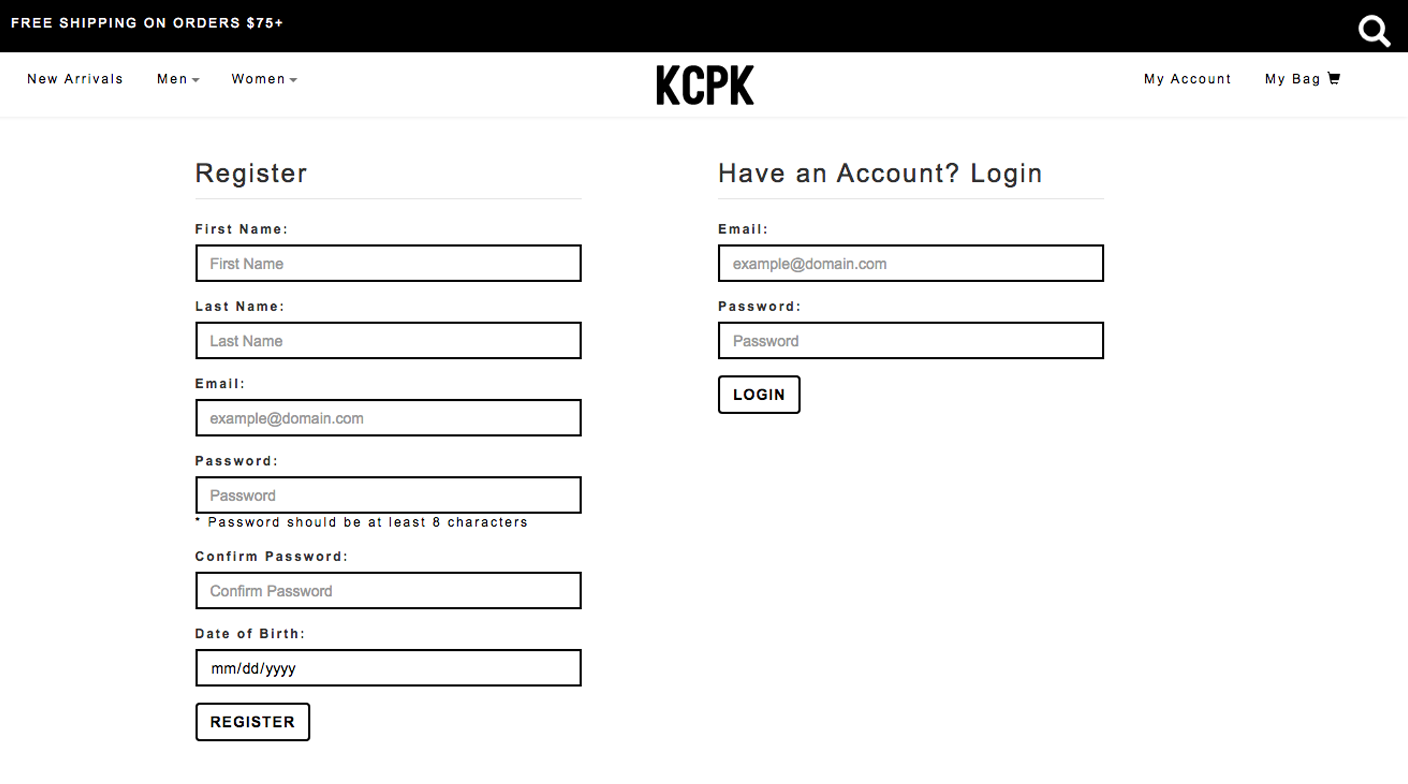 FREE SHIPPING ON ORDERS $75+
New Arrivals Men Women KCPK My Account My Bag
Register
First Name:
First Name
Last Name:
Last Name
Email:
example@domain.com
Password:
Password
* Password should be at least 8 characters
Confirm Password:
Confirm Password
Date of Birth:
mm/dd/yyyy
REGISTER
Have an Account? Login
Email:
example@domain.com
Password:
Password
LOGIN